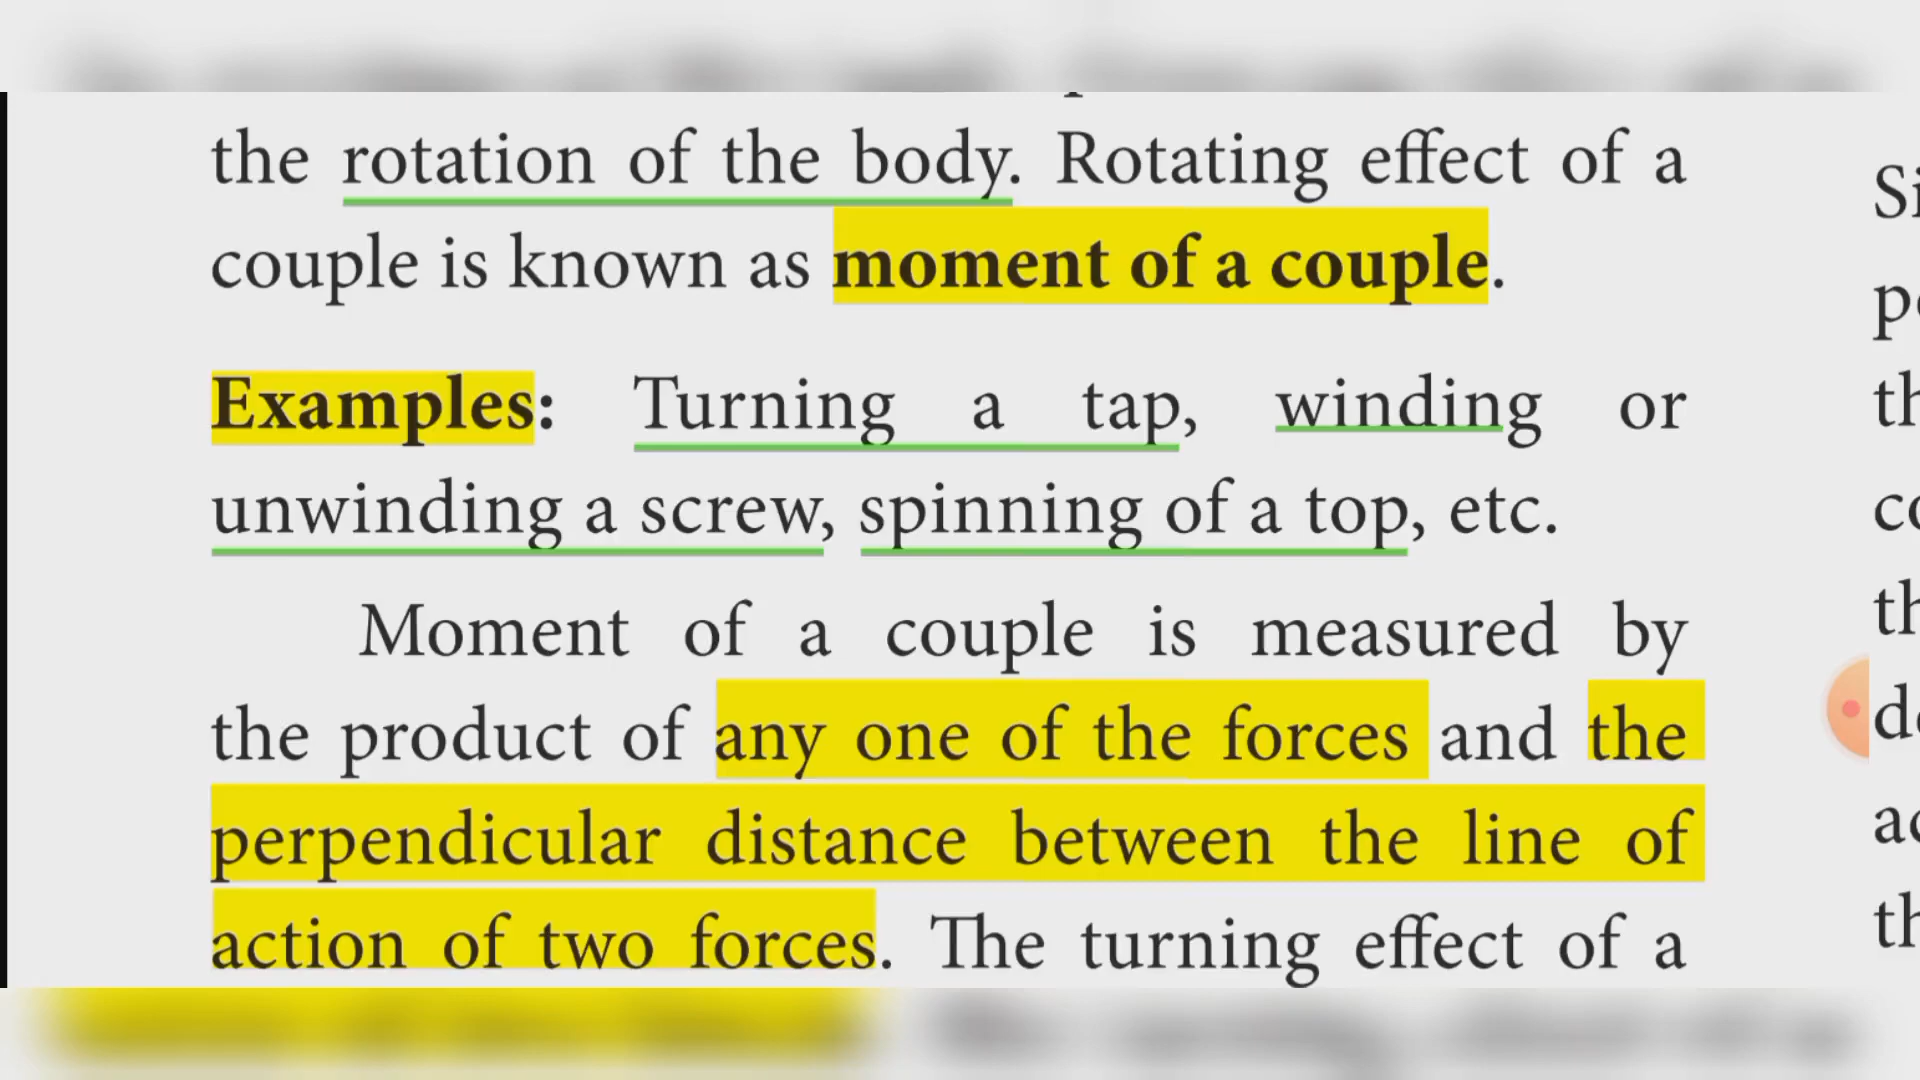 the rotation of the body. Rotating effect of a
couple is known as moment of a couple.
Examples: Turning a tap, winding or
unwinding a screw, spinning of a top, etc.
Moment of a couple is measured by
the product of any one of the forces and the
perpendicular distance between the line of
action of two forces. The turning effect of a